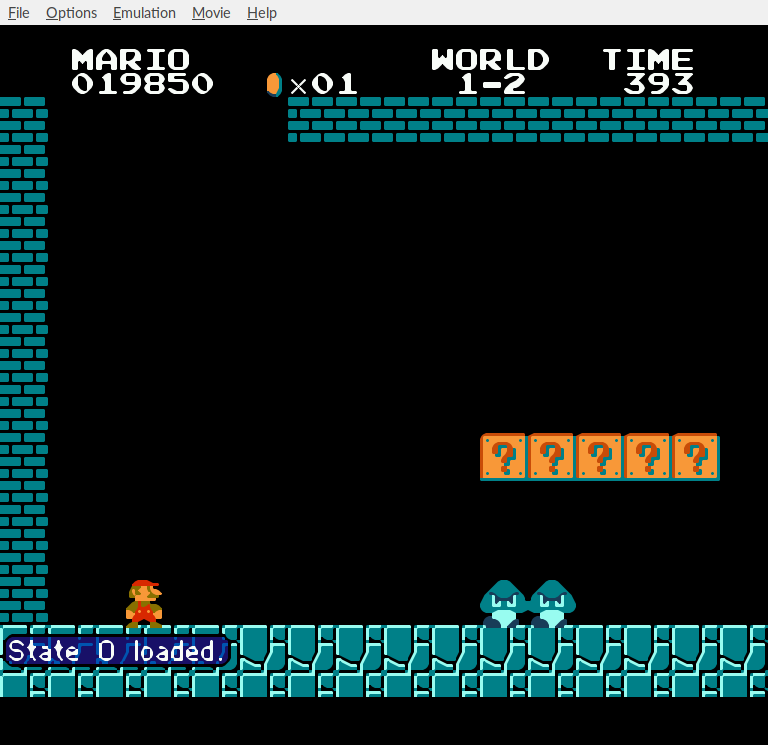 File Options Emulation Movie Help
MARIO WORLD TIME
019850 ×01 1-2 393
? ? ? ? ?
State 0 loaded.